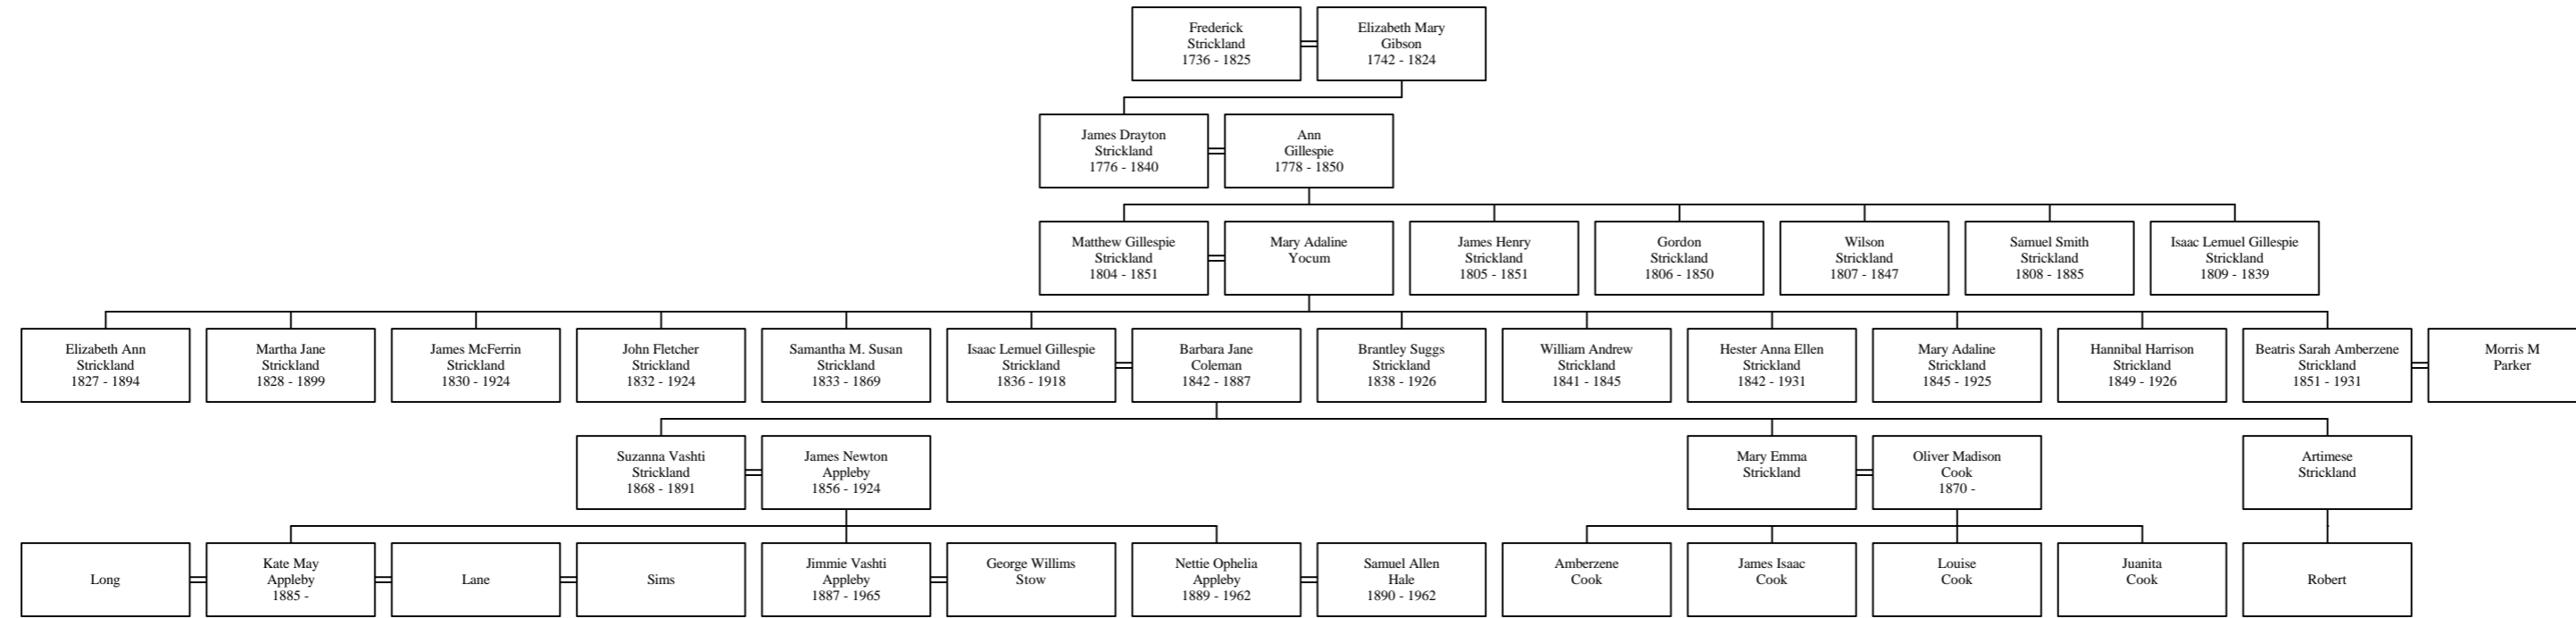 Frederick
Strickland
1736 - 1825
Elizabeth Mary
Gibson
1742 - 1824
James Drayton
Strickland
1776 - 1840
Ann
Gillespie
1778 - 1850
Matthew Gillespie
Strickland
1804 - 1851
Mary Adaline
Yocum
James Henry
Strickland
1805 - 1851
Gordon
Strickland
1806 - 1850
Wilson
Strickland
1807 - 1847
Samuel Smith
Strickland
1808 - 1885
Isaac Lemuel Gillespie
Strickland
1809 - 1839
Elizabeth Ann
Strickland
1827 - 1894
Martha Jane
Strickland
1828 - 1899
James McFerrin
Strickland
1830 - 1924
John Fletcher
Strickland
1832 - 1924
Samantha M. Susan
Strickland
1833 - 1869
Isaac Lemuel Gillespie
Strickland
1836 - 1918
Barbara Jane
Coleman
1842 - 1887
Brantley Suggs
Strickland
1838 - 1926
William Andrew
Strickland
1841 - 1845
Hester Anna Ellen
Strickland
1842 - 1931
Mary Adaline
Strickland
1845 - 1925
Hannibal Harrison
Strickland
1849 - 1926
Beatris Sarah Amberzene
Strickland
1851 - 1931
Morris M
Parker
Suzanna Vashti
Strickland
1868 - 1891
James Newton
Appleby
1856 - 1924
Mary Emma
Strickland
Oliver Madison
Cook
1870 -
Artimese
Strickland
Long
Kate May
Appleby
1885 -
Lane
Sims
Jimmie Vashti
Appleby
1887 - 1965
George Willims
Stow
Nettie Ophelia
Appleby
1889 - 1962
Samuel Allen
Hale
1890 - 1962
Amberzene
Cook
James Isaac
Cook
Louise
Cook
Juanita
Cook
Robert